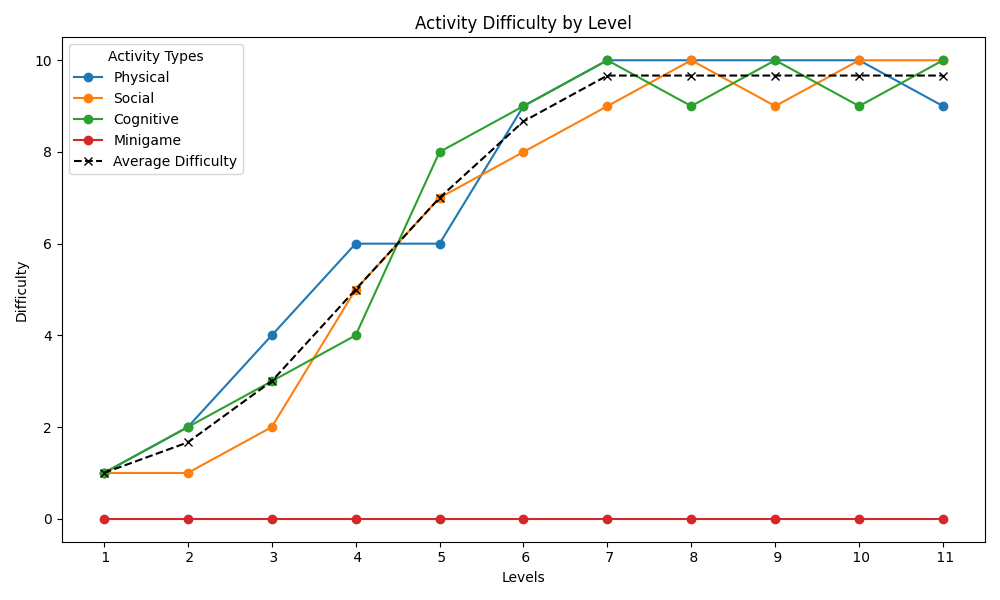 Activity Difficulty by Level
Activity Types
Physical
Social
Cognitive
Minigame
Average Difficulty
Difficulty
10
8
6
4
2
0
1 2 3 4 5 6 7 8 9 10 11
Levels